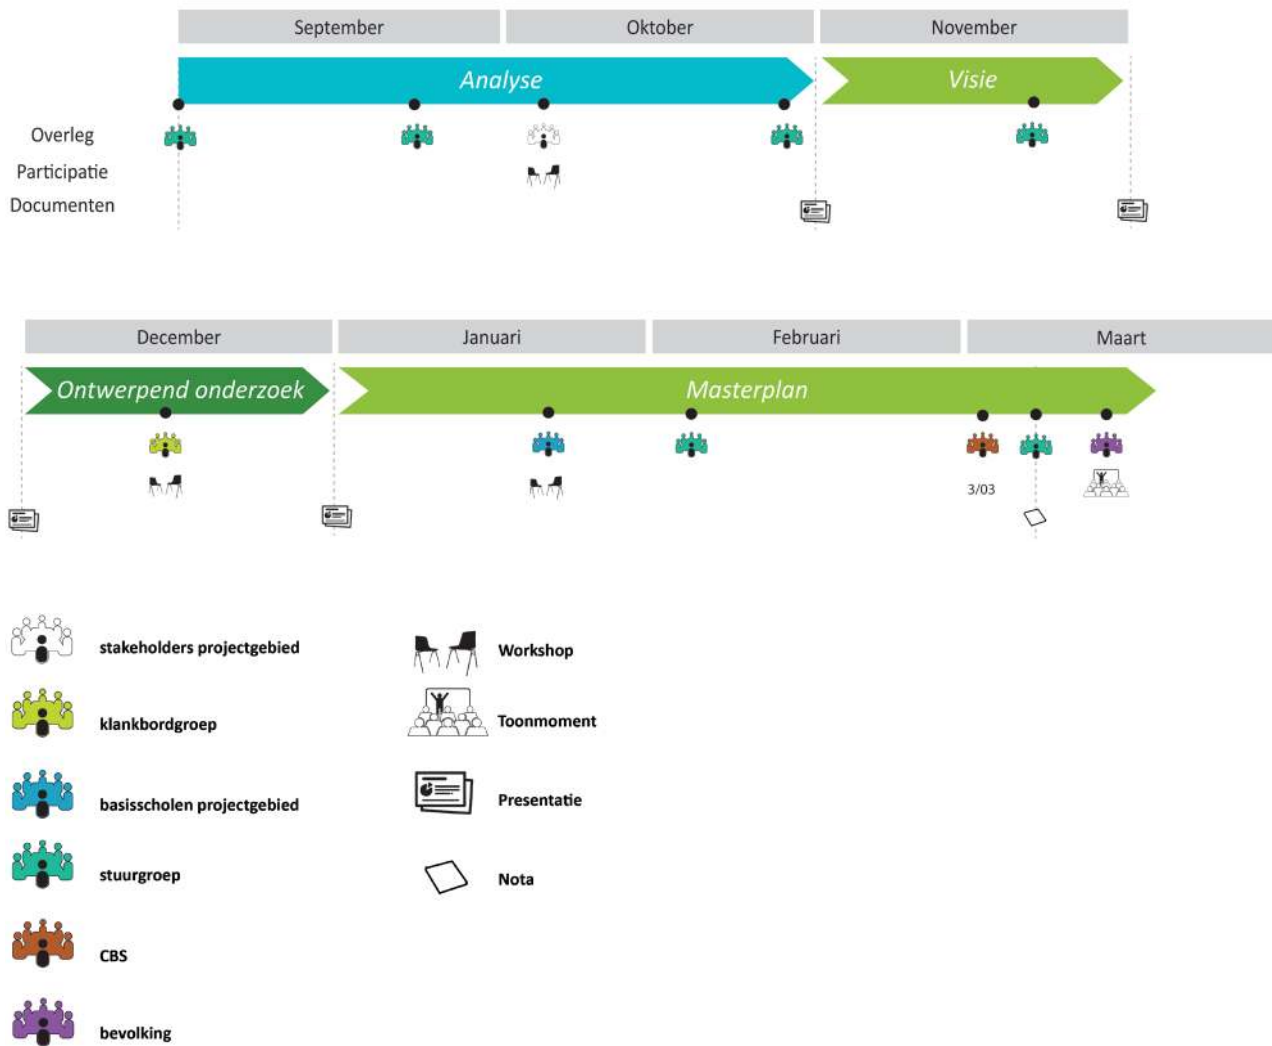 September Oktober November
Analyse Visie
Overleg
Participatie
Documenten
December Januari Februari Maart
Ontwerpend onderzoek Masterplan
3/03
stakeholders projectgebied
Workshop
klankbordgroep
Toonmoment
basisscholen projectgebied
Presentatie
stuurgroep
Nota
CBS
bevolking